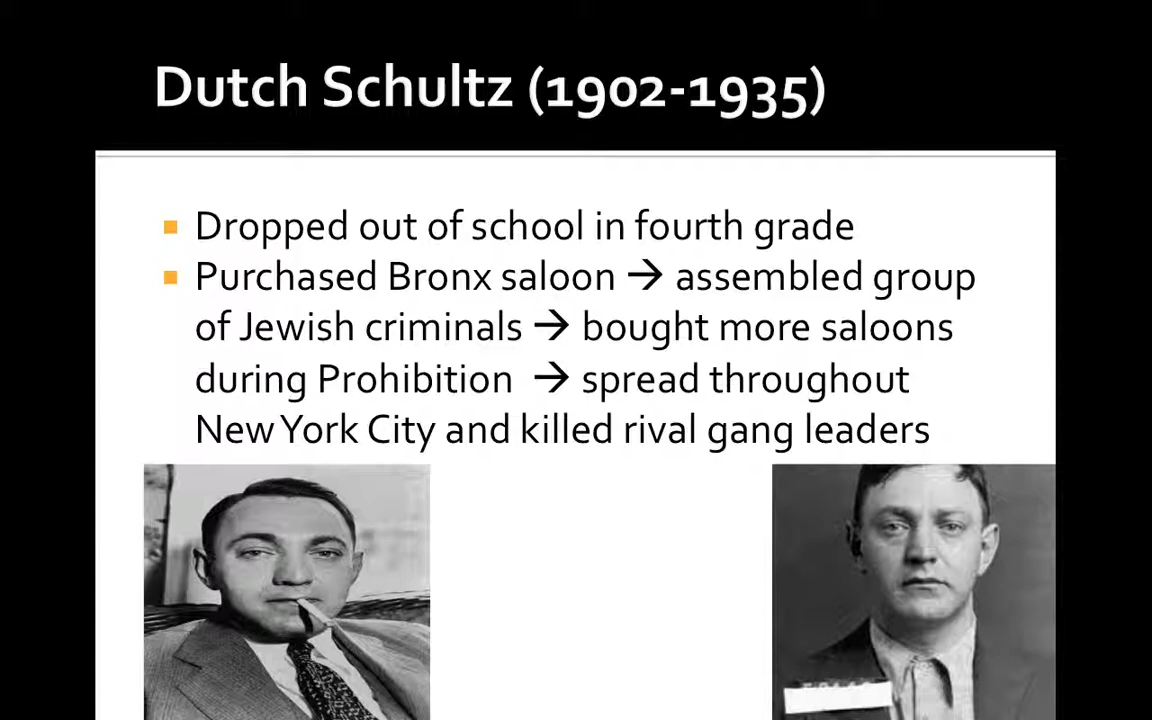 Dutch Schultz (1902-1935)
Dropped out of school in fourth grade
Purchased Bronx saloon → assembled group
of Jewish criminals → bought more saloons
during Prohibition → spread throughout
New York City and killed rival gang leaders